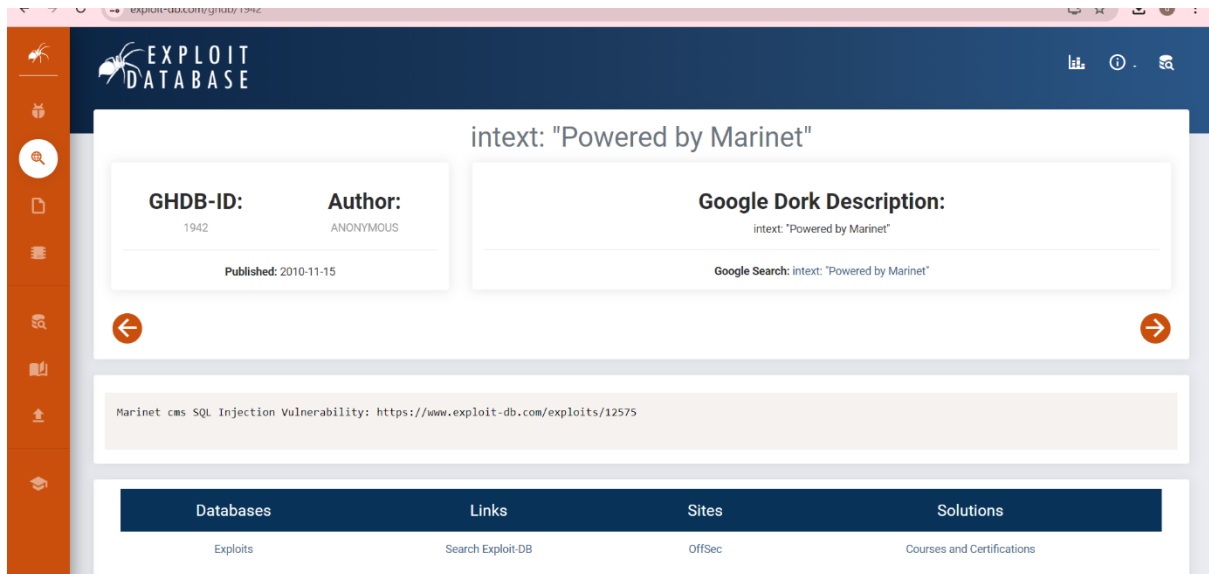 exploit-db.com/ghdb/1942
EXPLOIT
DATABASE
intext: "Powered by Marinet"
GHDB-ID:
1942
Author:
ANONYMOUS
Published: 2010-11-15
Google Dork Description:
intext: "Powered by Marinet"
Google Search: intext: "Powered by Marinet"
Marinet cms SQL Injection Vulnerability: https://www.exploit-db.com/exploits/12575
Databases Links Sites Solutions
Exploits Search Exploit-DB OffSec Courses and Certifications